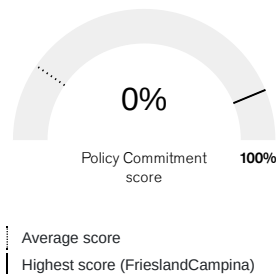 0%
Policy Commitment
score
100%
Average score
Highest score (FrieslandCampina)